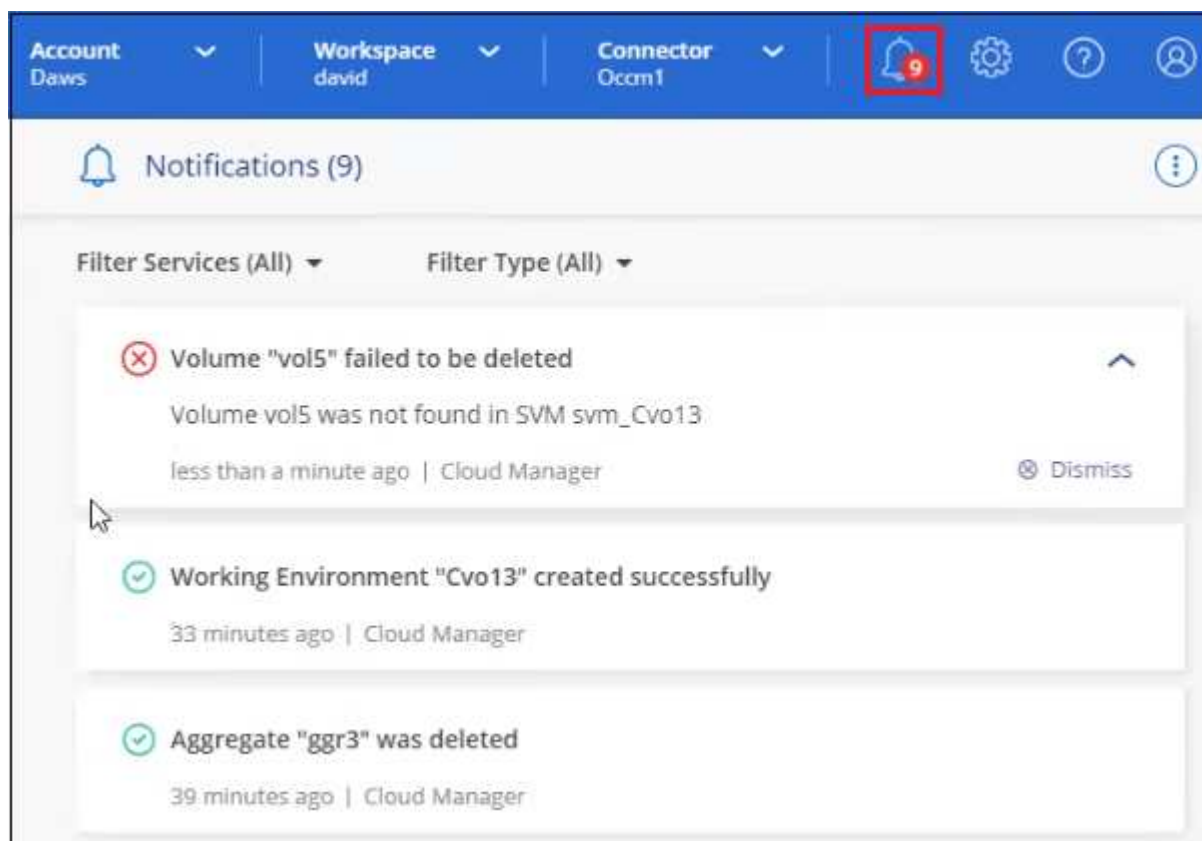 Account Workspace Connector
Daws david Occm1 9
Notifications (9)
Filter Services (All) Filter Type (All)
Volume "vol5" failed to be deleted
Volume vol5 was not found in SVM svm_Cvo13
less than a minute ago | Cloud Manager Dismiss
Working Environment "Cvo13" created successfully
33 minutes ago | Cloud Manager
Aggregate "ggr3" was deleted
39 minutes ago | Cloud Manager